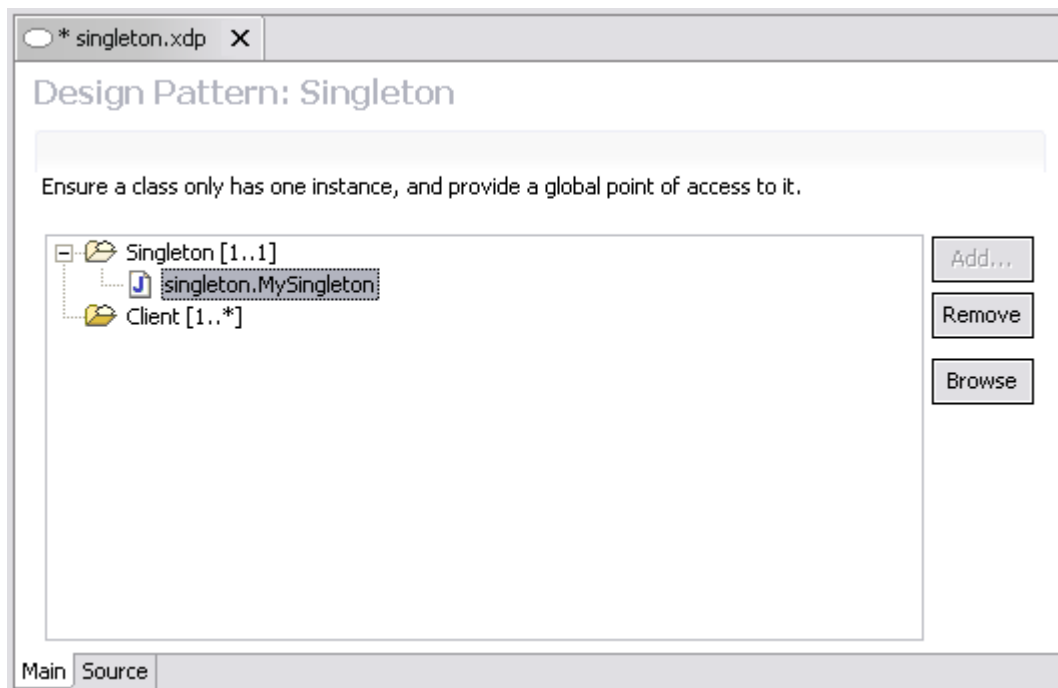 * singleton.xdp X
Design Pattern: Singleton
Ensure a class only has one instance, and provide a global point of access to it.
Singleton [1..1]
Add...
J singleton.MySingleton
Client [1..*]
Remove
Browse
Main Source